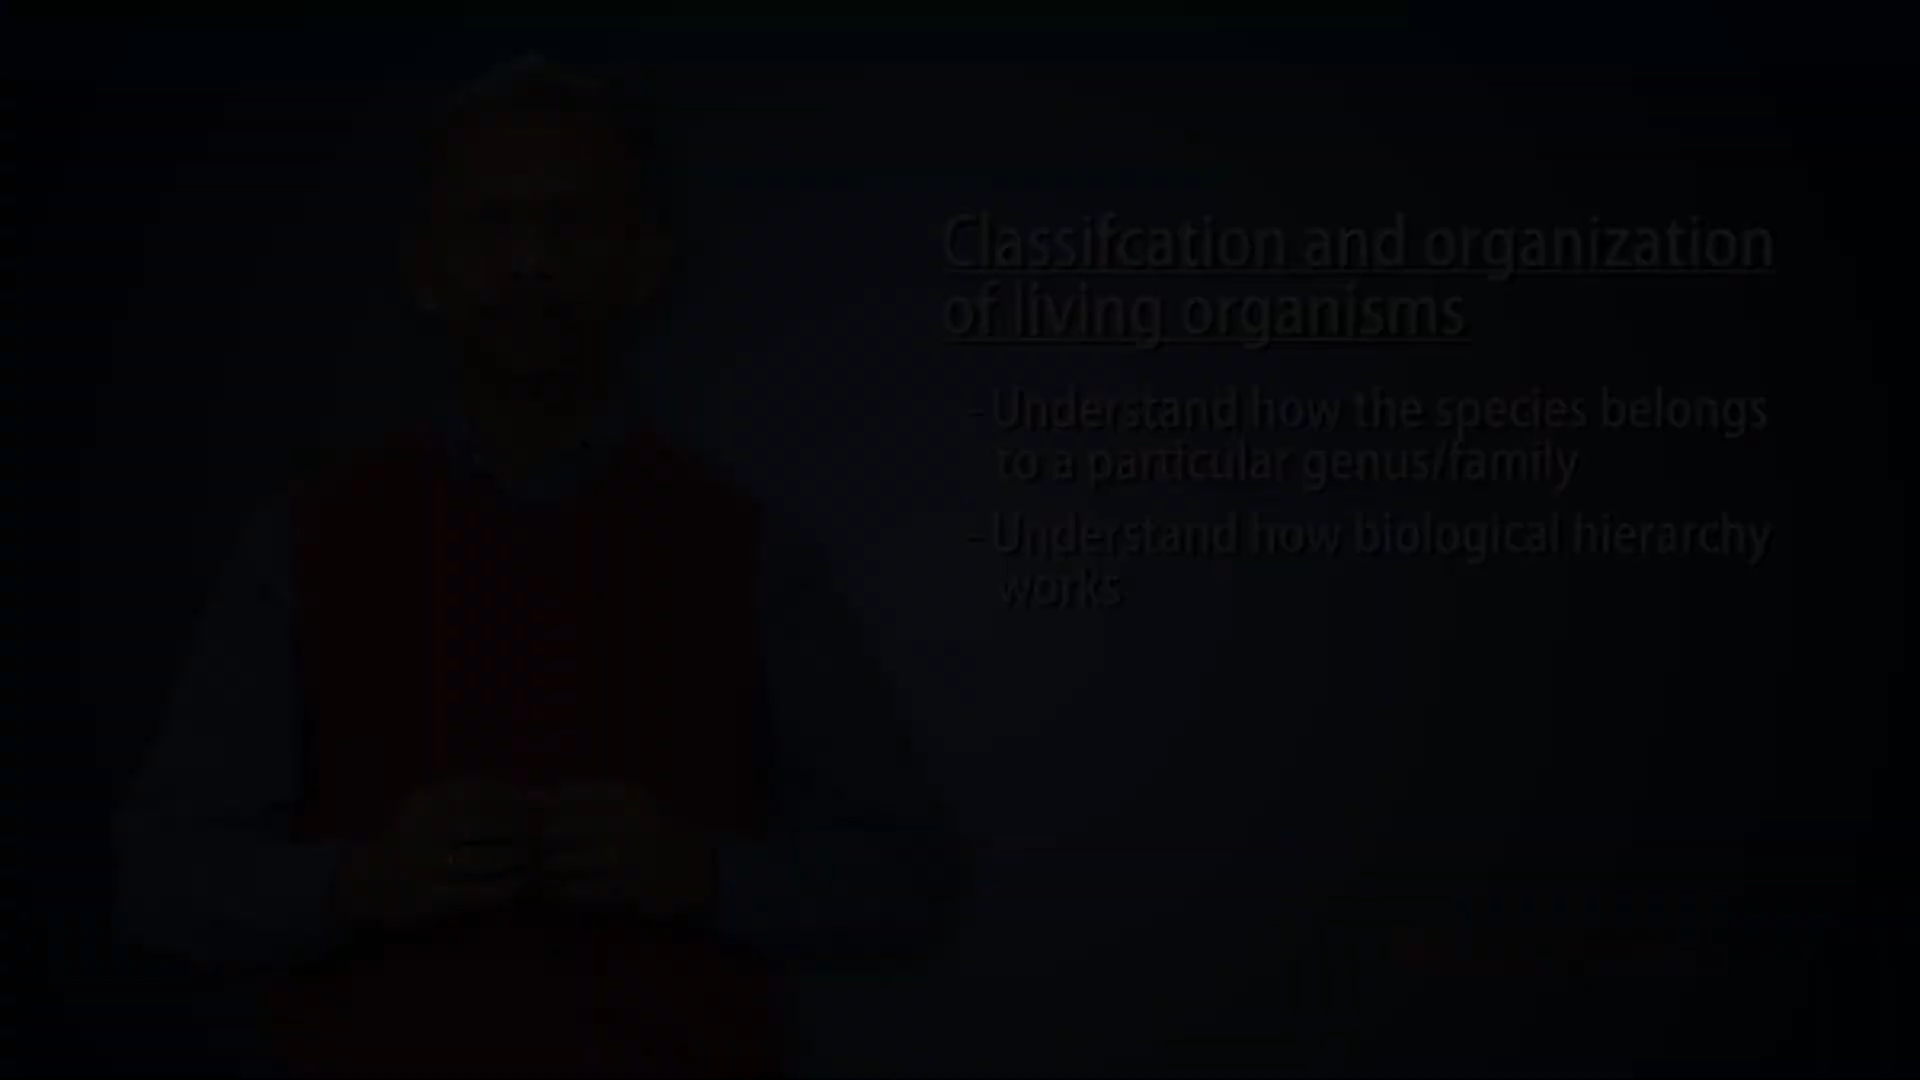 Classifcation and organization
of living organisms
- Understand how the species belongs
to a particular genus/family
- Understand how biological hierarchy
works